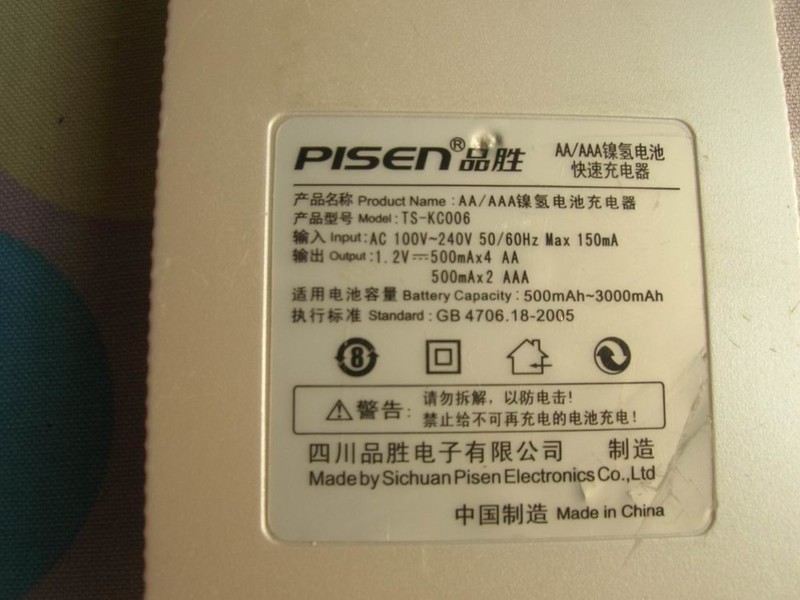 PISEN®品胜 AA/AAA镍氢电池
快速充电器
产品名称 Product Name : AA/AAA镍氢电池充电器
产品型号 Model : TS-KC006
输入 Input: AC 100V~240V 50/60Hz Max 150mA
输出 Output : 1.2V⎓500mAx4 AA
500mAx2 AAA
适用电池容量 Battery Capacity : 500mAh~3000mAh
执行标准 Standard : GB 4706.18-2005
8
警告: 请勿拆解，以防电击!
禁止给不可再充电的电池充电!
四川品胜电子有限公司 制造
Made by Sichuan Pisen Electronics Co.,Ltd
中国制造 Made in China